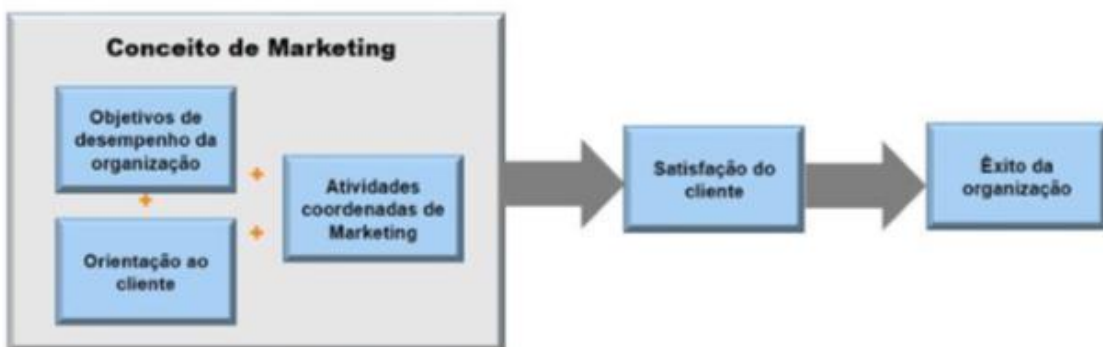 Conceito de Marketing
Objetivos de
desempenho da
organização
Orientação ao
cliente
Atividades
coordenadas de
Marketing
Satisfação do
cliente
Êxito da
organização